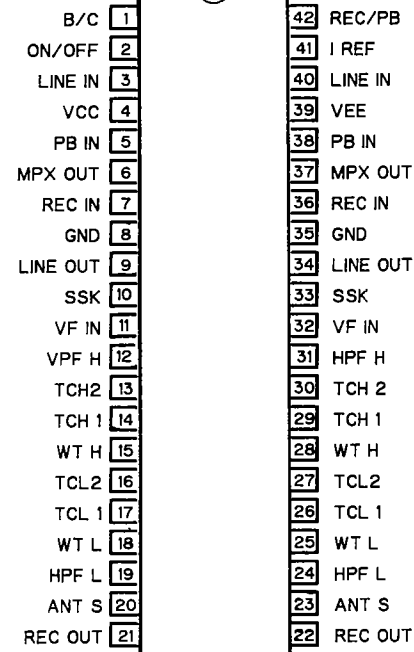 B/C 1 42 REC/PB
ON/OFF 2 41 I REF
LINE IN 3 40 LINE IN
VCC 4 39 VEE
PB IN 5 38 PB IN
MPX OUT 6 37 MPX OUT
REC IN 7 36 REC IN
GND 8 35 GND
LINE OUT 9 34 LINE OUT
SSK 10 33 SSK
VF IN 11 32 VF IN
VPF H 12 31 HPF H
TCH2 13 30 TCH 2
TCH 1 14 29 TCH 1
WT H 15 28 WT H
TCL2 16 27 TCL2
TCL 1 17 26 TCL 1
WT L 18 25 WT L
HPF L 19 24 HPF L
ANT S 20 23 ANT S
REC OUT 21 22 REC OUT